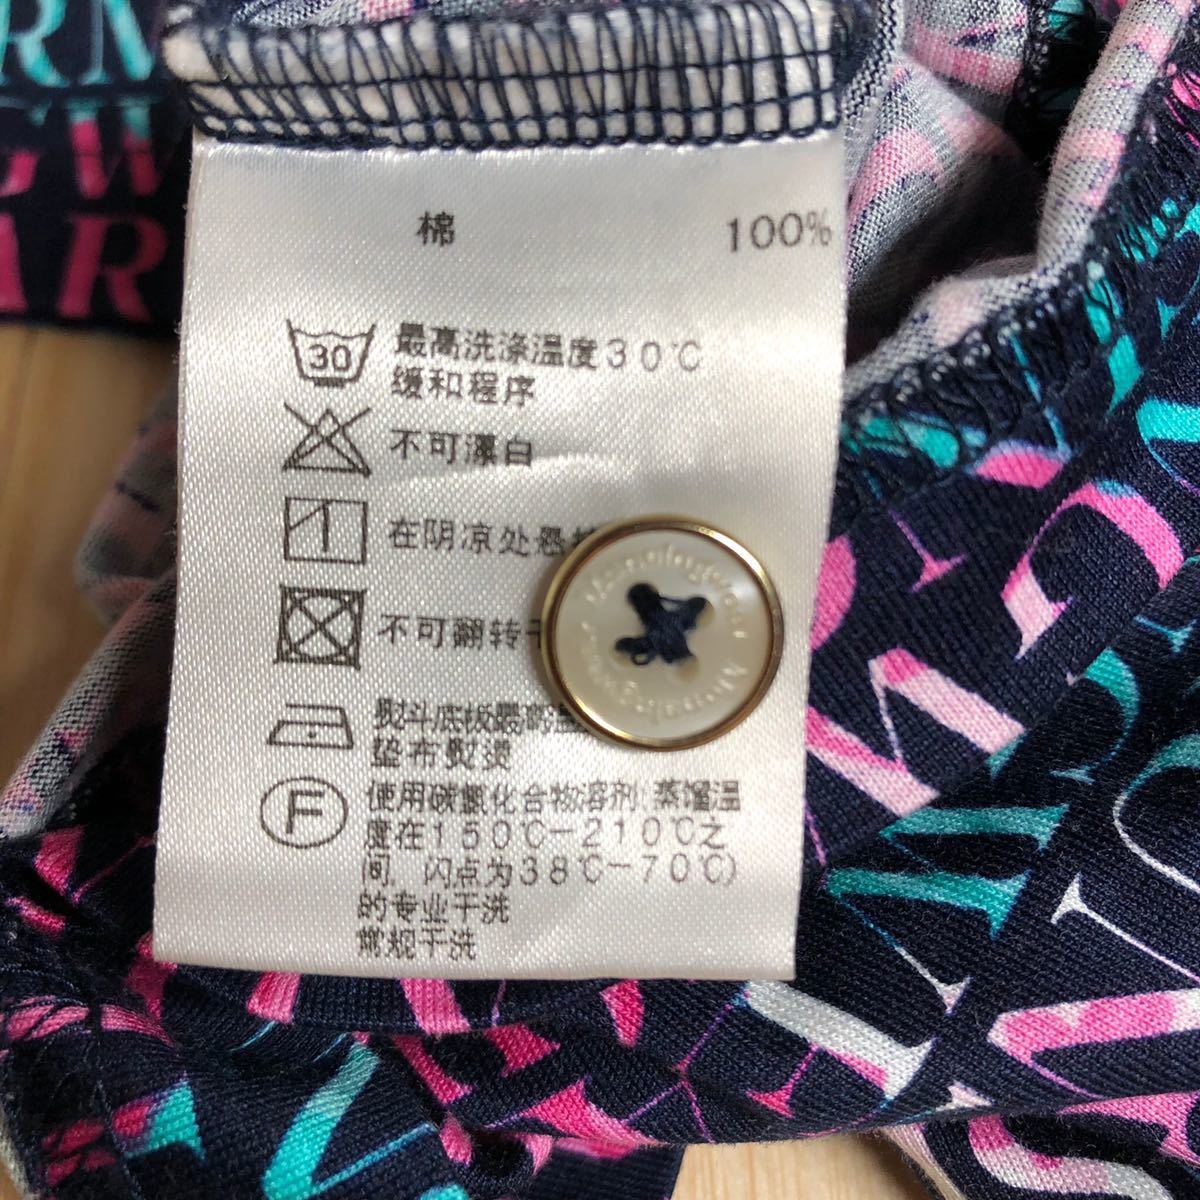 棉 100%
30 最高洗涤温度30℃
缓和程序
不可漂白
在阴凉处悬
不可翻转
熨斗底板最高
垫布熨烫
F 使用碳氢化合物溶剂(蒸馏温
度在150℃-210℃之
间, 闪点为38℃-70℃)
的专业干洗
常规干洗